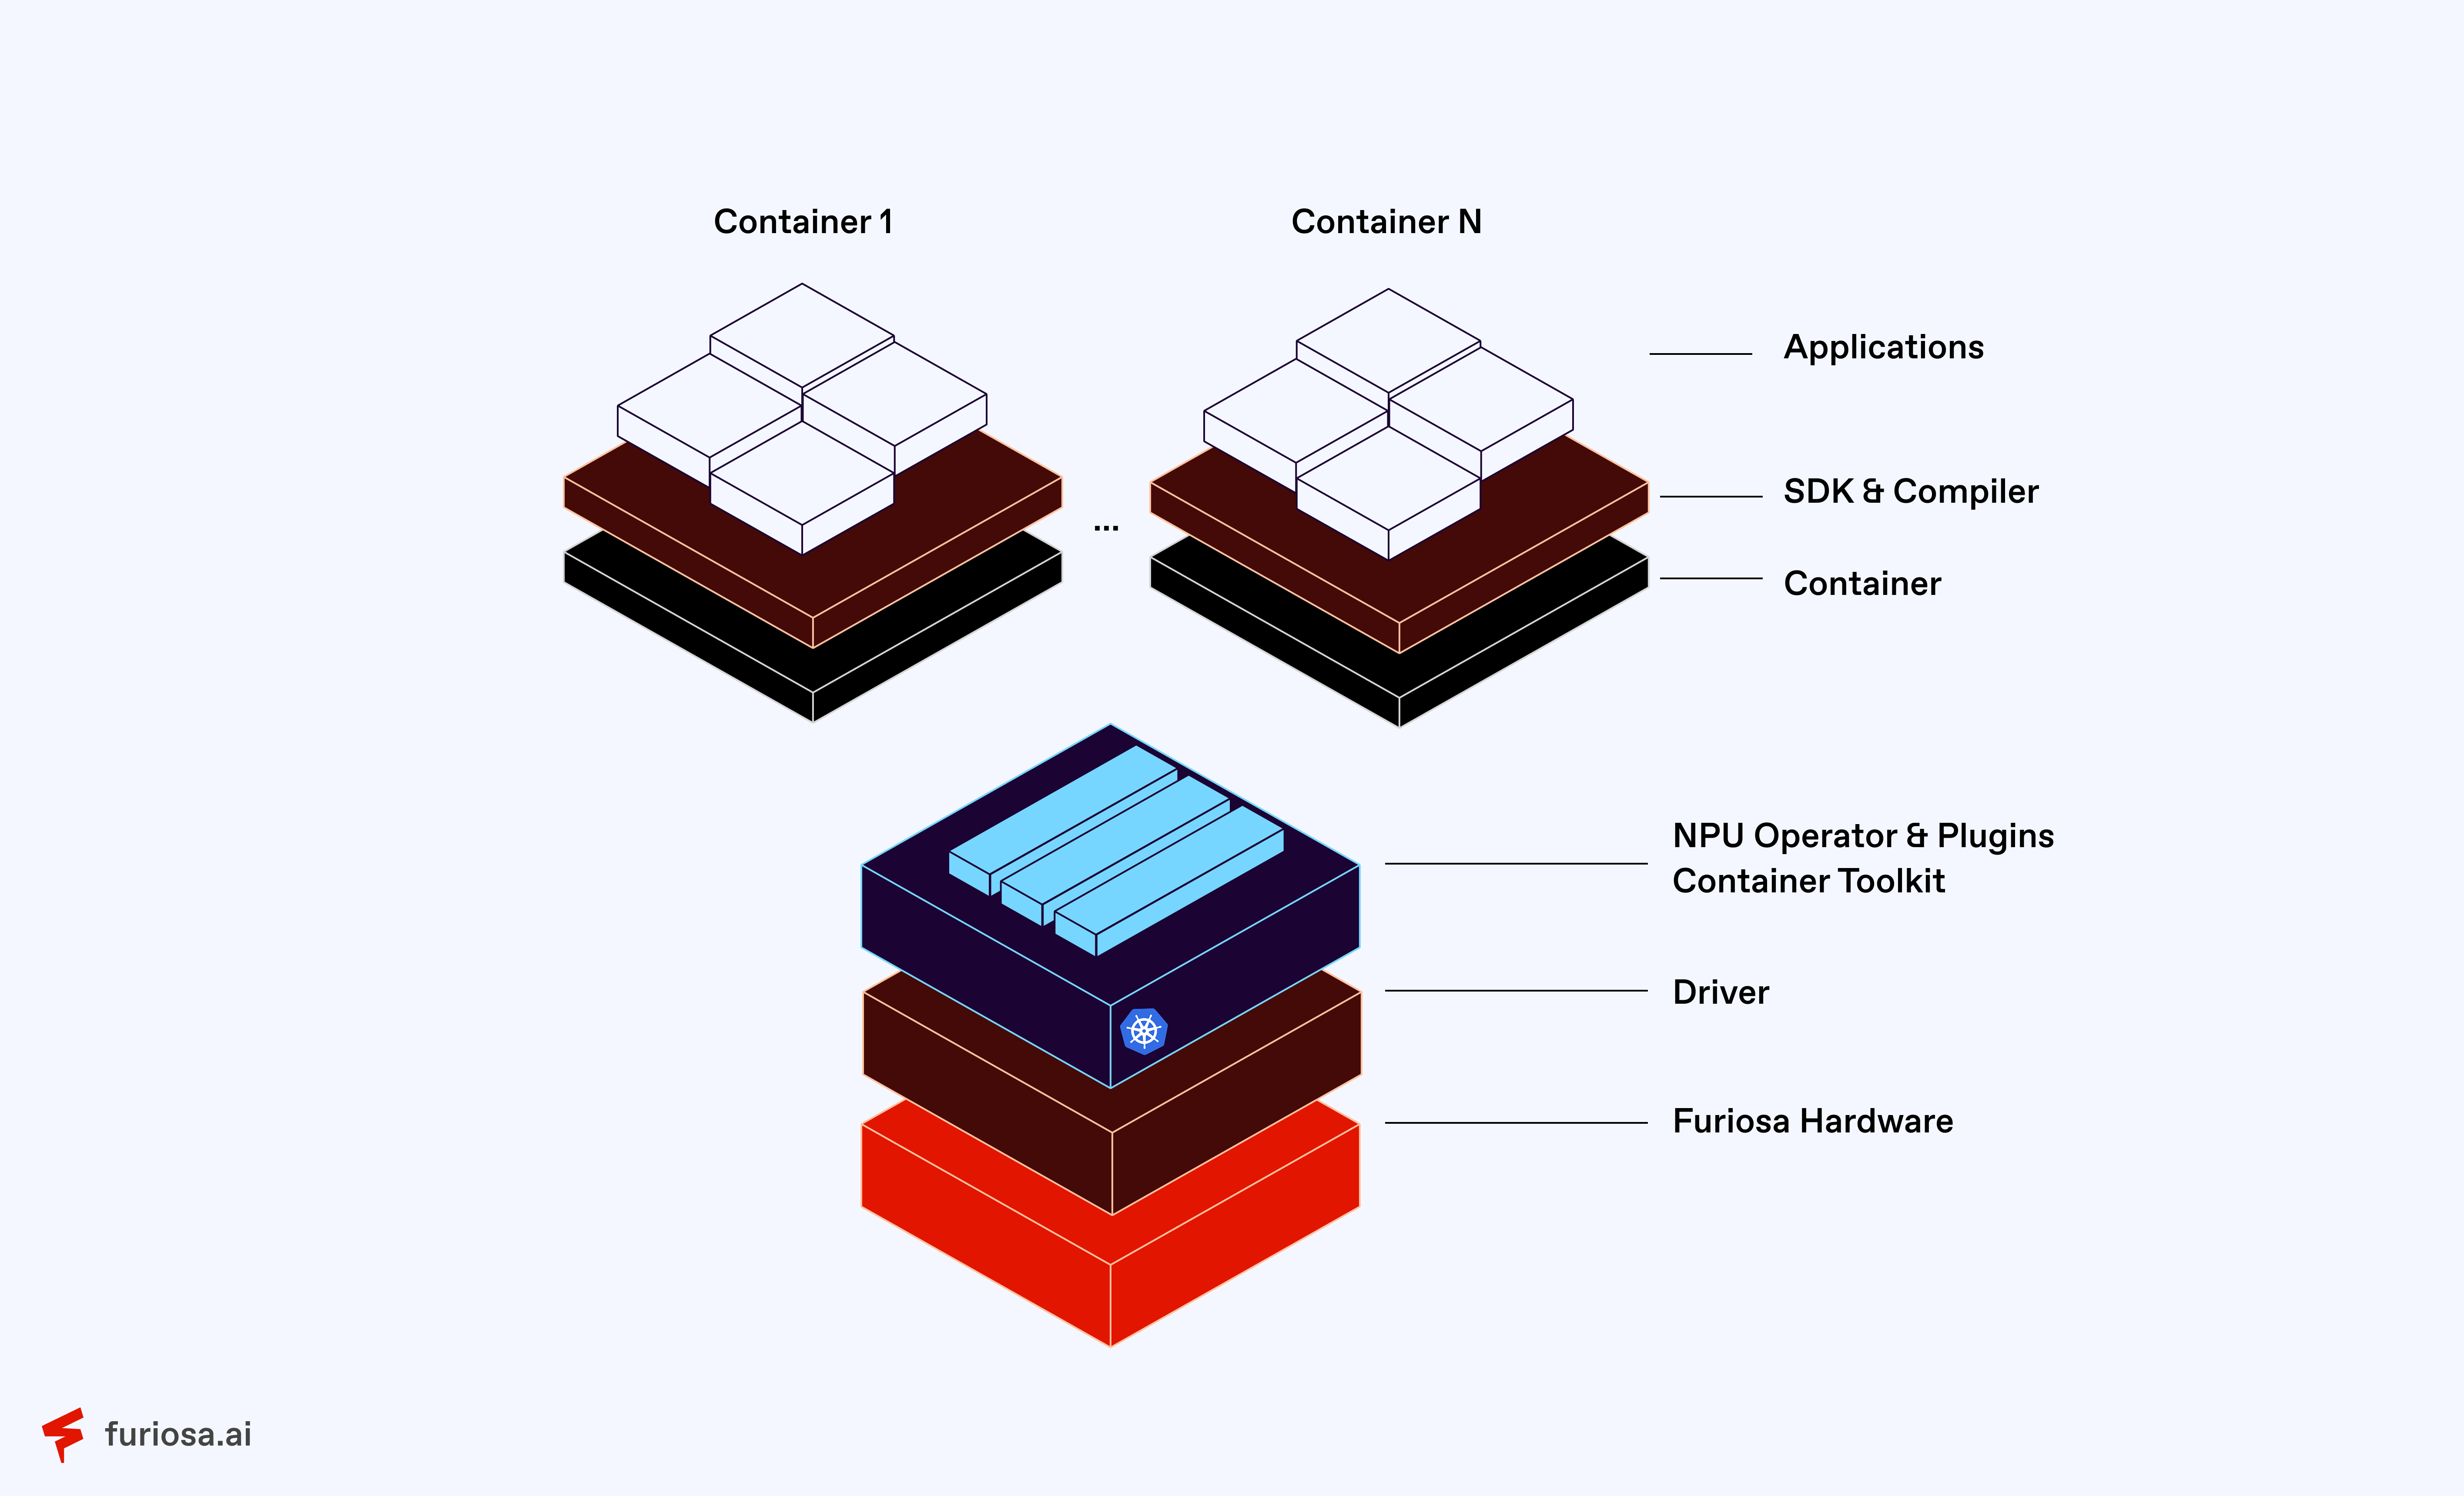 Container 1
Container N
Applications
SDK & Compiler
...
Container
NPU Operator & Plugins
Container Toolkit
Driver
Furiosa Hardware
furiosa.ai